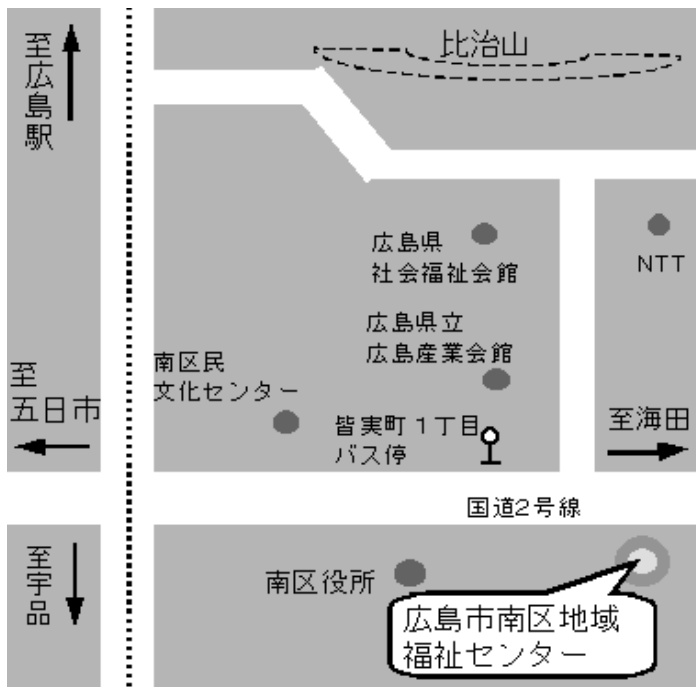 至広島駅
比治山
広島県
社会福祉会館
NTT
広島県立
広島産業会館
南区民
文化センター
至
五日市
皆実町1丁目
バス停
至海田
国道2号線
至宇品
南区役所
広島市南区地域
福祉センター